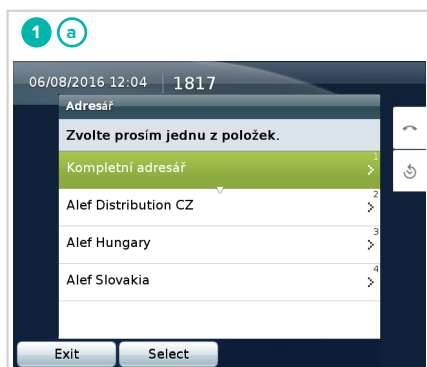 1 a
06/08/2016 12:04 1817
Adresář
Zvolte prosím jednu z položek.
Kompletní adresář 1
Alef Distribution CZ 2
Alef Hungary 3
Alef Slovakia 4
Exit Select